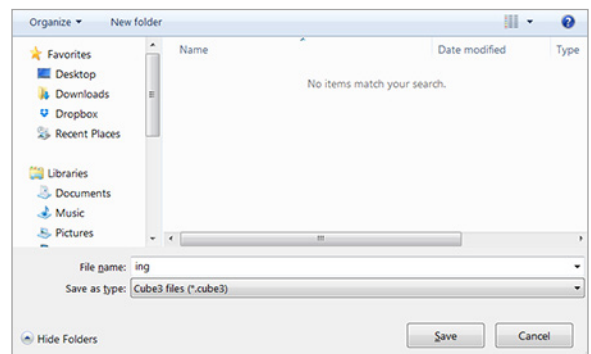 Organize New folder
Name Date modified Type
Favorites
Desktop
Downloads
Dropbox
Recent Places
No items match your search.
Libraries
Documents
Music
Pictures
File name: ing
Save as type: Cube3 files (*.cube3)
Hide Folders Save Cancel